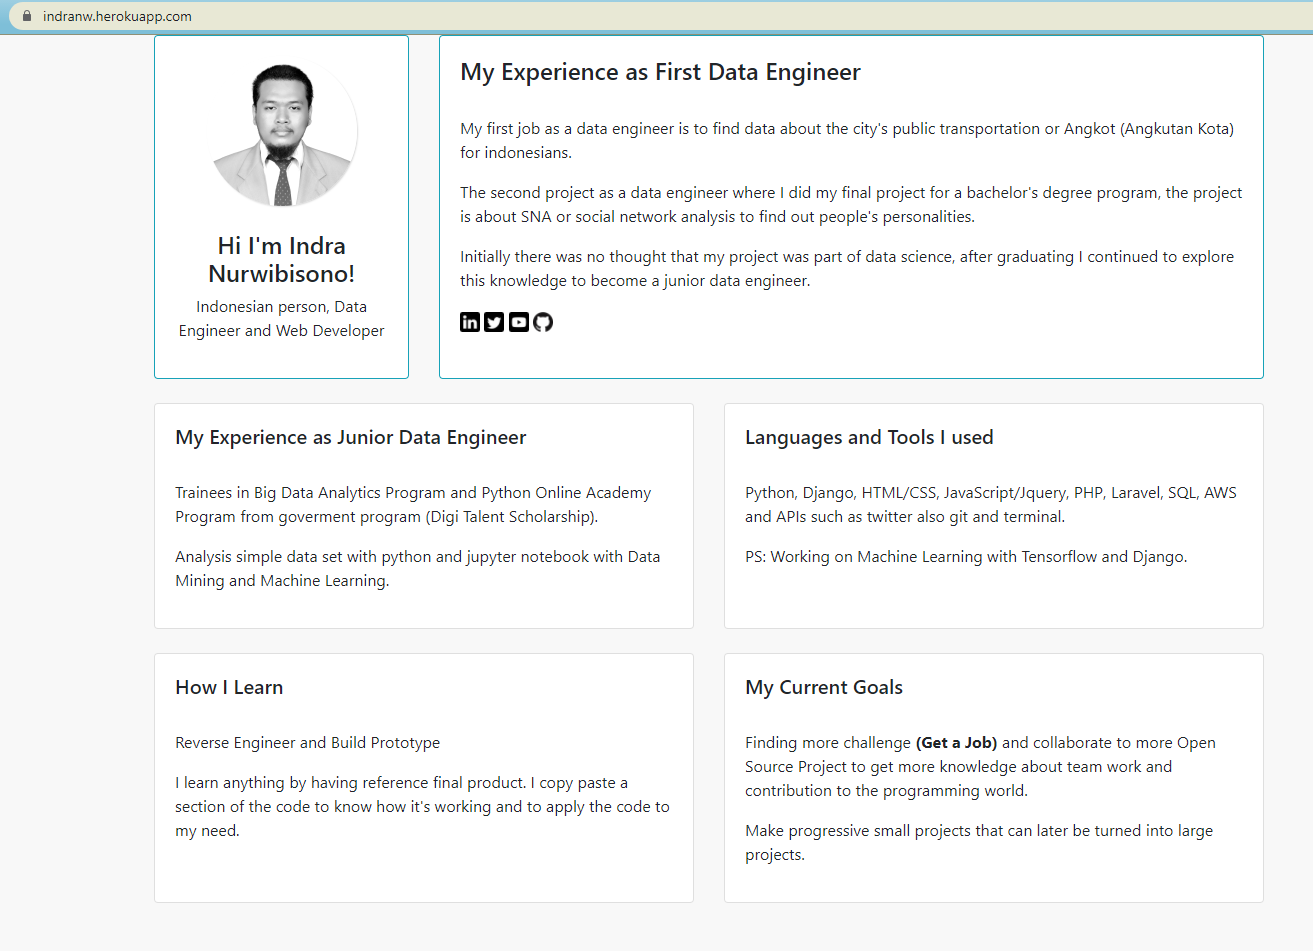 indranw.herokuapp.com
Hi I'm Indra
Nurwibisono!
Indonesian person, Data
Engineer and Web Developer
My Experience as First Data Engineer
My first job as a data engineer is to find data about the city's public transportation or Angkot (Angkutan Kota)
for indonesians.
The second project as a data engineer where I did my final project for a bachelor's degree program, the project
is about SNA or social network analysis to find out people's personalities.
Initially there was no thought that my project was part of data science, after graduating I continued to explore
this knowledge to become a junior data engineer.
in
My Experience as Junior Data Engineer
Trainees in Big Data Analytics Program and Python Online Academy
Program from goverment program (Digi Talent Scholarship).
Analysis simple data set with python and jupyter notebook with Data
Mining and Machine Learning.
Languages and Tools I used
Python, Django, HTML/CSS, JavaScript/Jquery, PHP, Laravel, SQL, AWS
and APIs such as twitter also git and terminal.
PS: Working on Machine Learning with Tensorflow and Django.
How I Learn
Reverse Engineer and Build Prototype
I learn anything by having reference final product. I copy paste a
section of the code to know how it's working and to apply the code to
my need.
My Current Goals
Finding more challenge (Get a Job) and collaborate to more Open
Source Project to get more knowledge about team work and
contribution to the programming world.
Make progressive small projects that can later be turned into large
projects.